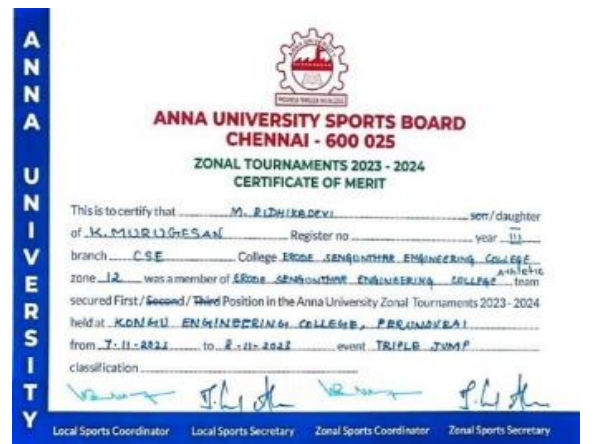 ANNA UNIVERSITY
ANNA UNIVERSITY SPORTS BOARD
CHENNAI - 600 025
ZONAL TOURNAMENTS 2023 - 2024
CERTIFICATE OF MERIT
This is to certify that M. RIDHIKADEVI son/daughter
of K.MURUGESAN Register no year III
branch CSE College ERODE SENGUNTHAR ENGINEERING COLLEGE
zone 12 was a member of ERODE SENGUNTHAR ENGINEERING COLLEGE Athletic team
secured First/Second/Third Position in the Anna University Zonal Tournaments 2023 - 2024
held at KONGU ENGINEERING COLLEGE, PERUNDURAI
from 7-11-2023 to 8-11-2023 event TRIPLE JUMP
classification
Local Sports Coordinator Local Sports Secretary Zonal Sports Coordinator Zonal Sports Secretary